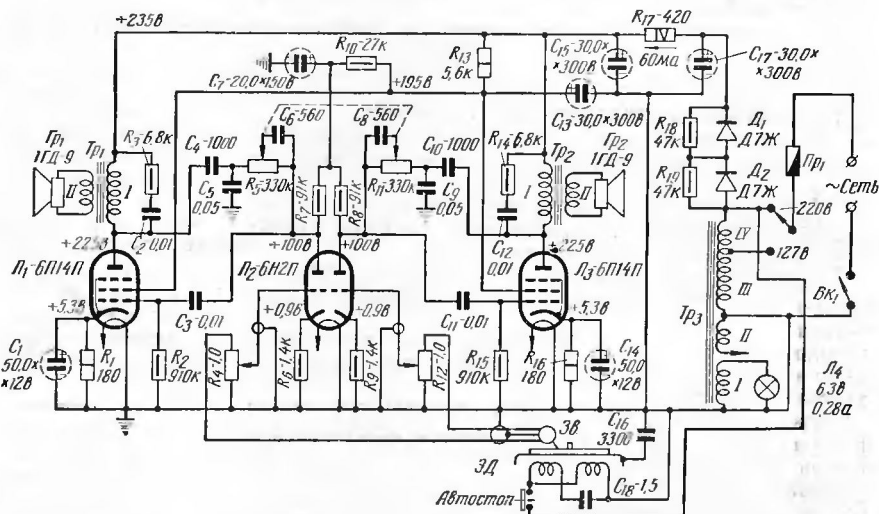 +235в
R10-27к
C7-20,0×150в
+195в
R13
5,6к
R17-420
IV
60ма
C15-30,0×
×300в
C17-30,0×
×300в
C13-30,0×300в
Гр1
1ГД-9
II
Тр1
I
R3-6,8к
C2-0,01
C4-1000
C5
0,05
C6-560
R5-330к
R7-91к
R8-91к
C8-560
R11-330к
C10-1000
C9
0,05
R14-6,8к
C12
0,01
Тр2
I
II
Гр2
1ГД-9
R18
47к
R19
47к
Д1
Д7Ж
Д2
Д7Ж
Пр1
~Сеть
220в
127в
Вк1
+225в
Л1-6П14П
+100в
+100в
Л2-6Н2П
+225в
Л3-6П14П
+5,3в
C3-0,01
+0,9в
+0,9в
C11-0,01
+5,3в
C1
50,0×
×12в
R1
180
R2
910к
R4-1,0
R6-1,4к
R9-1,4к
R12-1,0
R15
910к
R16
180
C14
50,0
×12в
Тр3
IV
III
II
I
Л4
6,3в
0,28а
ЗВ
C16
3300
ЭД
C18-1,5
Автостоп